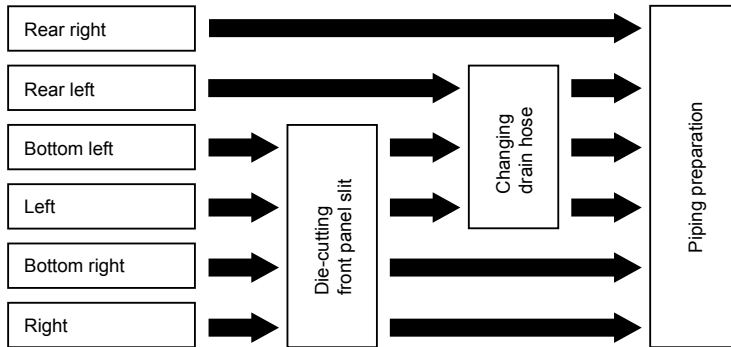 Rear right
Rear left
Bottom left
Left
Bottom right
Right
Die-cutting
front panel slit
Changing
drain hose
Piping preparation